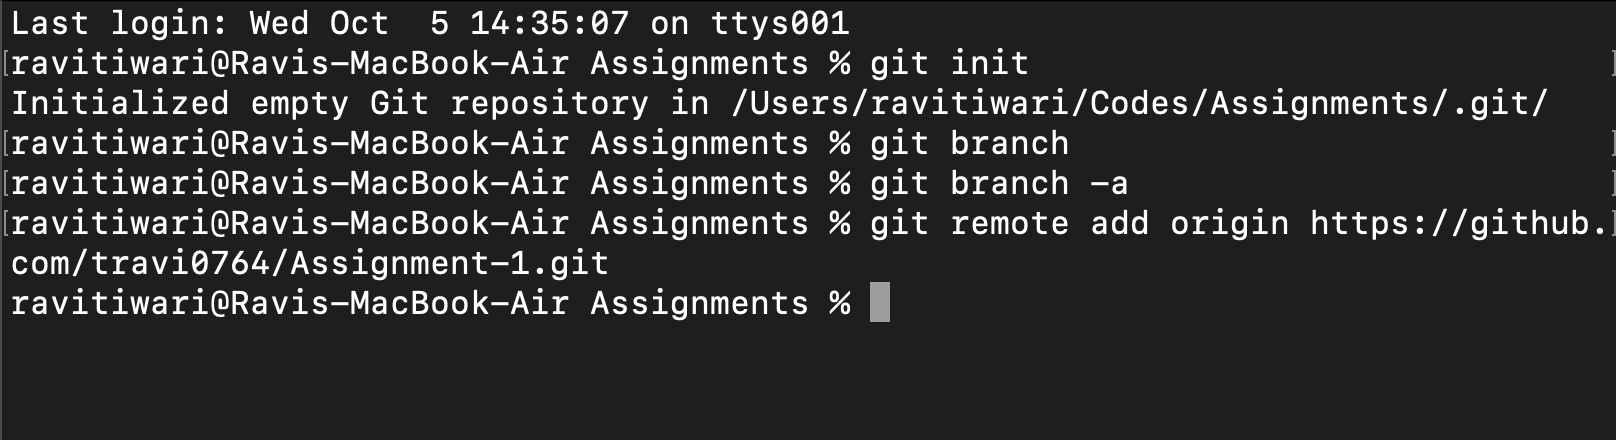 Last login: Wed Oct  5 14:35:07 on ttys001
[ravitiwari@Ravis-MacBook-Air Assignments % git init ]
Initialized empty Git repository in /Users/ravitiwari/Codes/Assignments/.git/
[ravitiwari@Ravis-MacBook-Air Assignments % git branch ]
[ravitiwari@Ravis-MacBook-Air Assignments % git branch -a ]
[ravitiwari@Ravis-MacBook-Air Assignments % git remote add origin https://github.]
com/travi0764/Assignment-1.git
ravitiwari@Ravis-MacBook-Air Assignments %